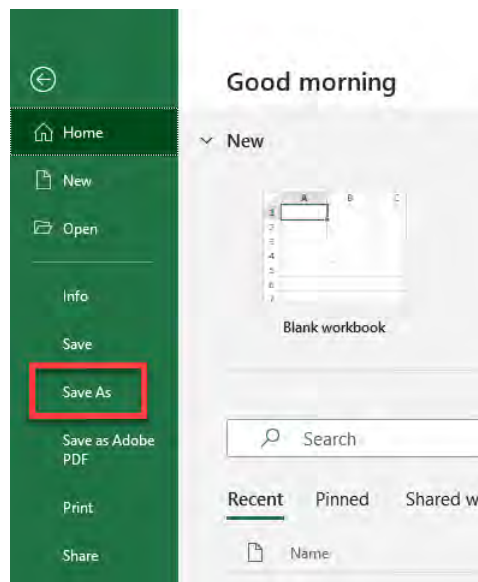 Good morning
Home
New
New
Open
A B C
1
2
3
4
5
6
7
Blank workbook
Info
Save
Save As
Save as Adobe
PDF
Search
Recent Pinned Shared w
Print
Name
Share